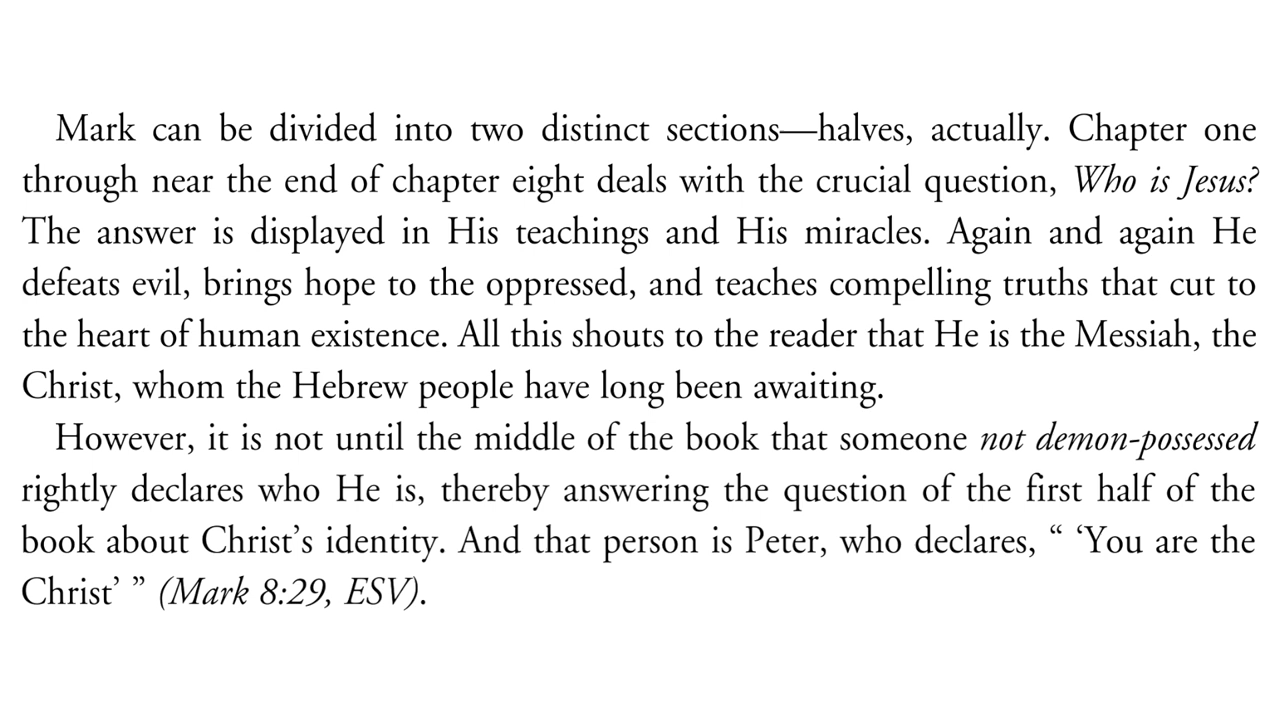 Mark can be divided into two distinct sections—halves, actually. Chapter one
through near the end of chapter eight deals with the crucial question, Who is Jesus?
The answer is displayed in His teachings and His miracles. Again and again He
defeats evil, brings hope to the oppressed, and teaches compelling truths that cut to
the heart of human existence. All this shouts to the reader that He is the Messiah, the
Christ, whom the Hebrew people have long been awaiting.
However, it is not until the middle of the book that someone not demon-possessed
rightly declares who He is, thereby answering the question of the first half of the
book about Christ’s identity. And that person is Peter, who declares, “ ‘You are the
Christ’ ” (Mark 8:29, ESV).